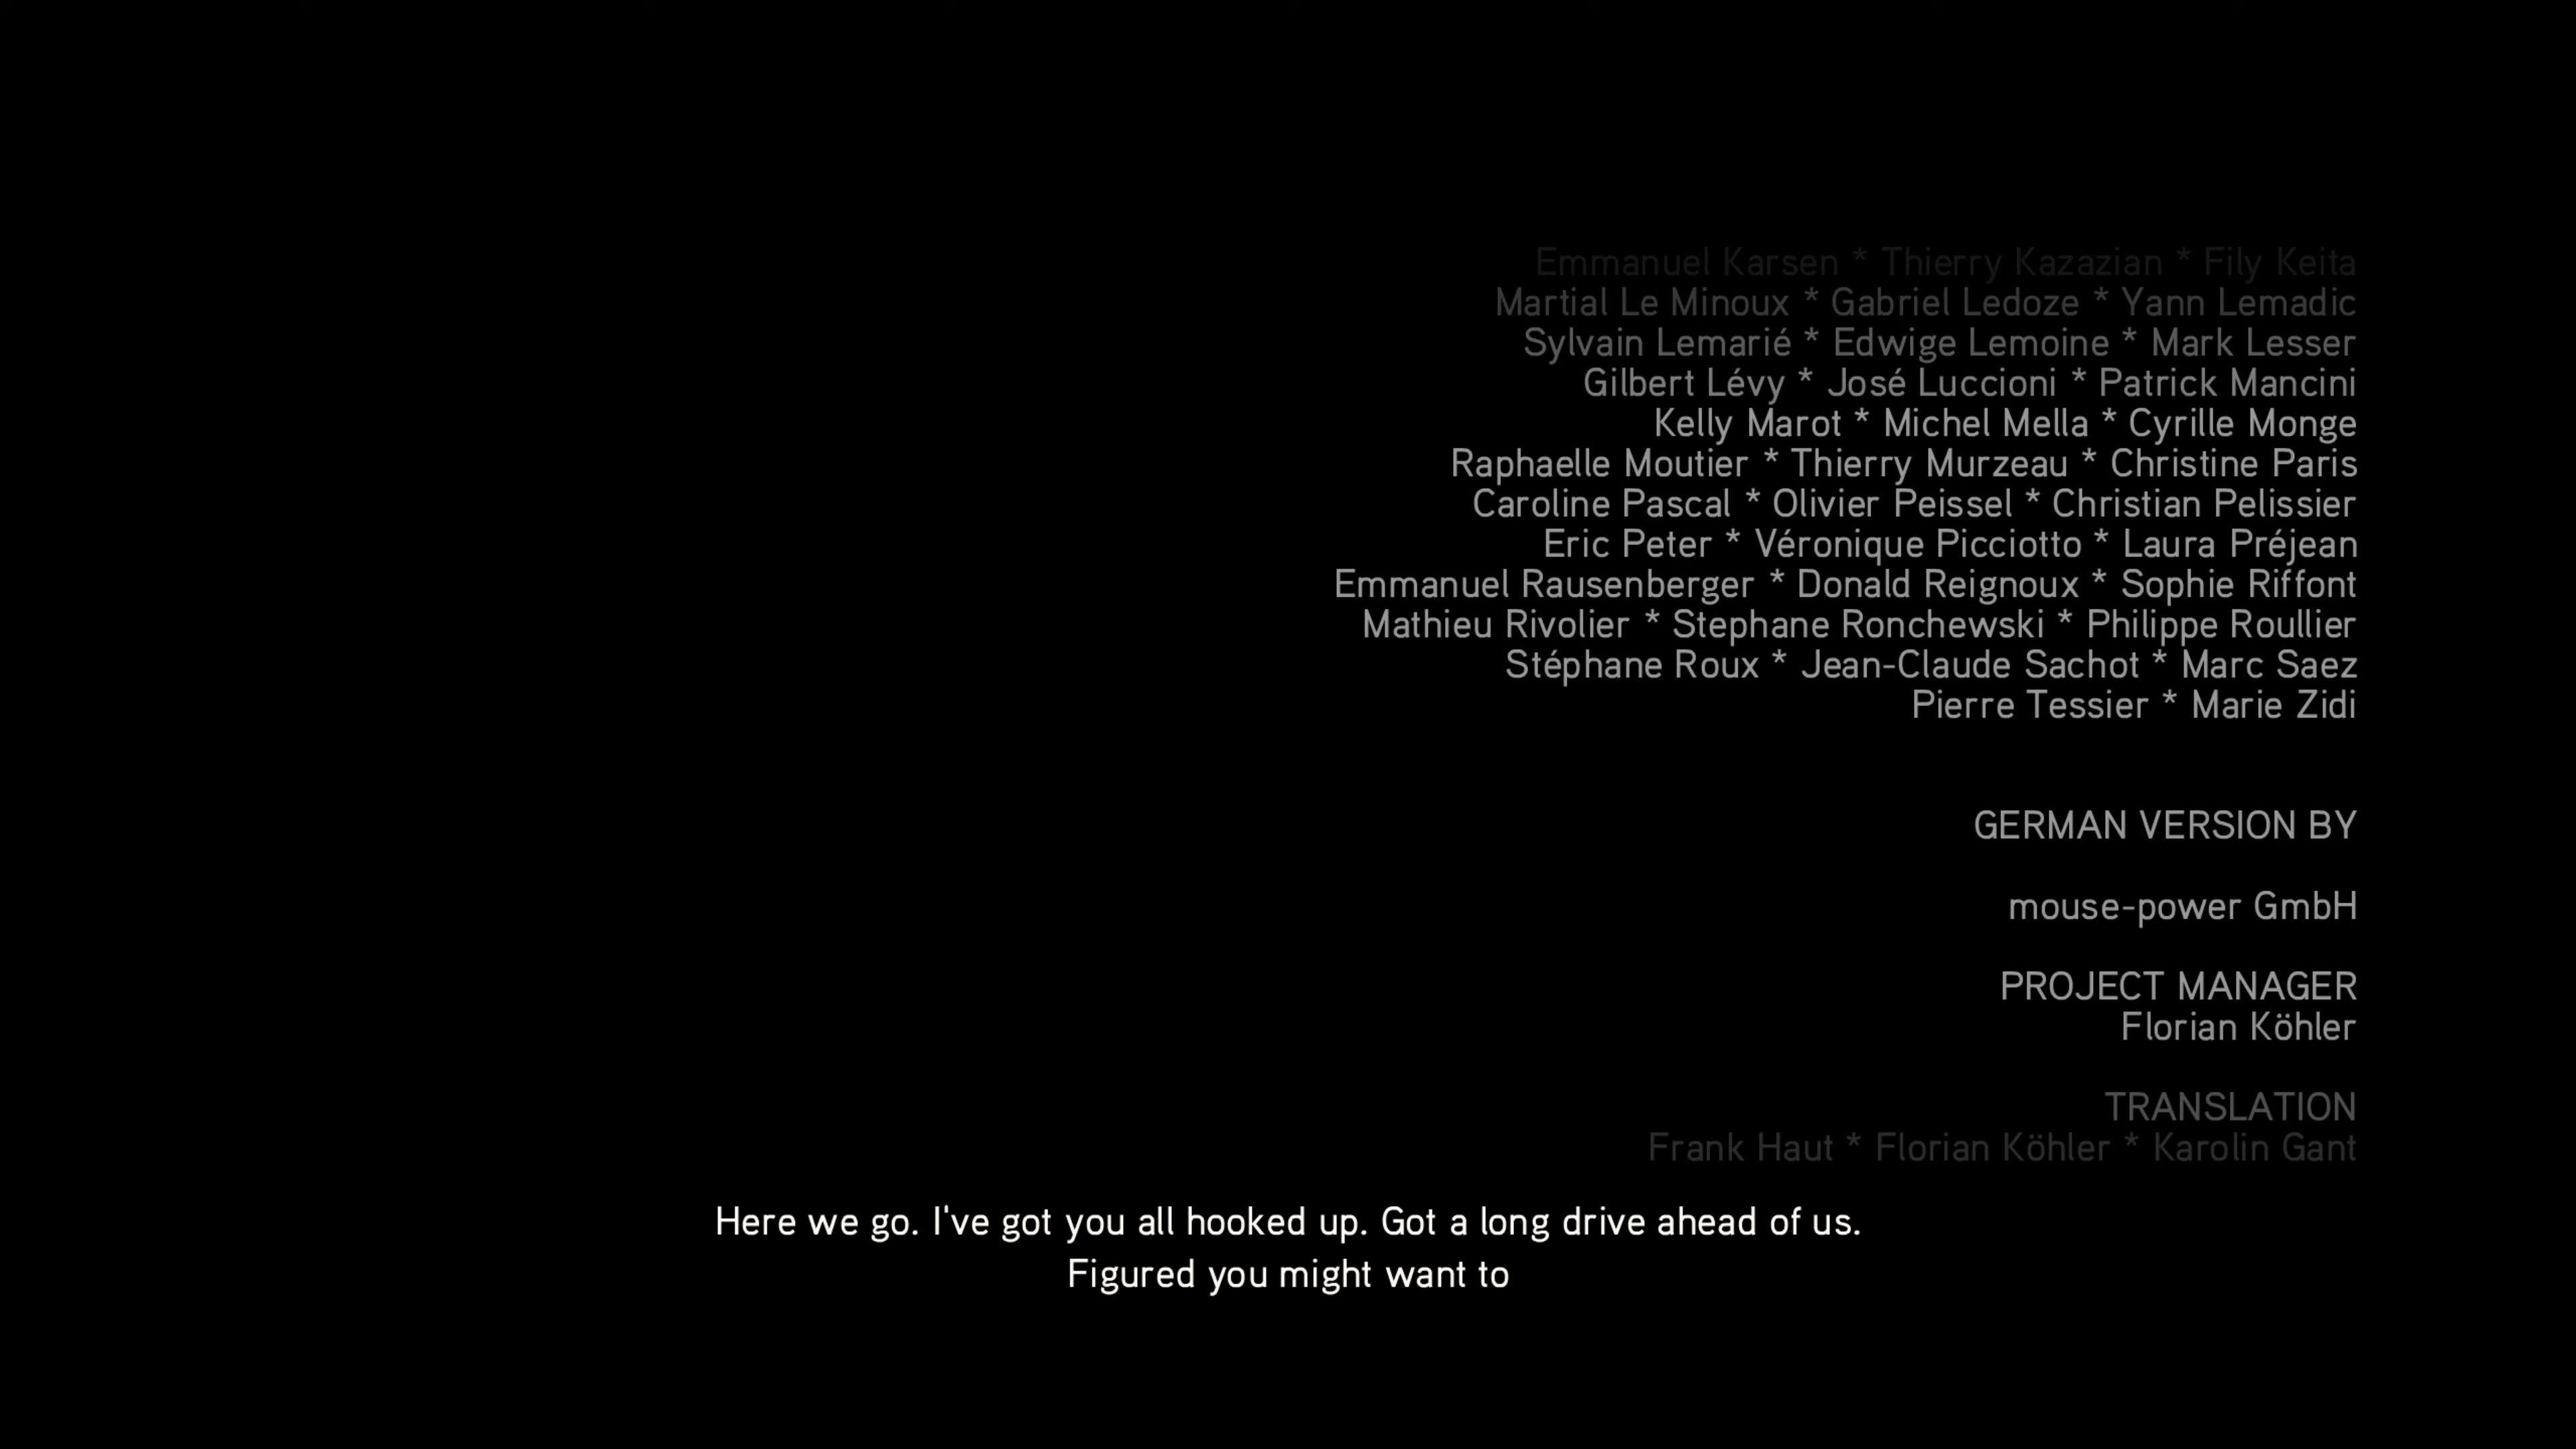 Emmanuel Karsen * Thierry Kazazian * Fily Keita
Martial Le Minoux * Gabriel Ledoze * Yann Lemadic
Sylvain Lemarié * Edwige Lemoine * Mark Lesser
Gilbert Lévy * José Luccioni * Patrick Mancini
Kelly Marot * Michel Mella * Cyrille Monge
Raphaelle Moutier * Thierry Murzeau * Christine Paris
Caroline Pascal * Olivier Peissel * Christian Pelissier
Eric Peter * Véronique Picciotto * Laura Préjean
Emmanuel Rausenberger * Donald Reignoux * Sophie Riffont
Mathieu Rivolier * Stephane Ronchewski * Philippe Roullier
Stéphane Roux * Jean-Claude Sachot * Marc Saez
Pierre Tessier * Marie Zidi
GERMAN VERSION BY
mouse-power GmbH
PROJECT MANAGER
Florian Köhler
TRANSLATION
Frank Haut * Florian Köhler * Karolin Gant
Here we go. I've got you all hooked up. Got a long drive ahead of us.
Figured you might want to